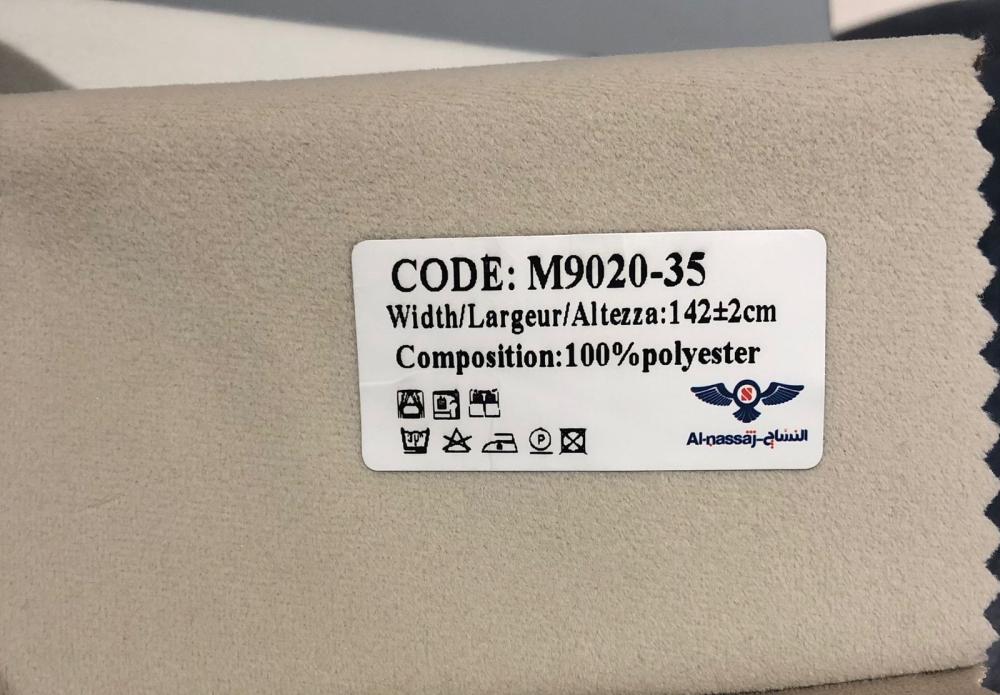 CODE: M9020-35
Width/Largeur/Altezza:142±2cm
Composition:100%polyester
P
S
Al-nassaj-النساج